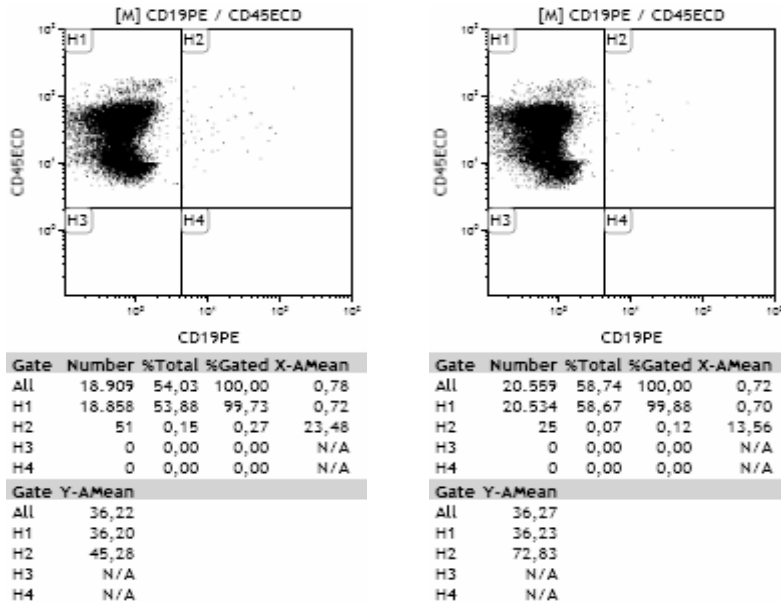 [M] CD19PE / CD45ECD
H1
H2
H3
H4
CD45ECD
CD19PE
Gate Number %Total %Gated X-AMean
All 18.909 54,03 100,00 0,78
H1 18.858 53,88 99,73 0,72
H2 51 0,15 0,27 23,48
H3 0 0,00 0,00 N/A
H4 0 0,00 0,00 N/A
Gate Y-AMean
All 36,22
H1 36,20
H2 45,28
H3 N/A
H4 N/A
[M] CD19PE / CD45ECD
H1
H2
H3
H4
CD45ECD
CD19PE
Gate Number %Total %Gated X-AMean
All 20.559 58,74 100,00 0,72
H1 20.534 58,67 99,88 0,70
H2 25 0,07 0,12 13,56
H3 0 0,00 0,00 N/A
H4 0 0,00 0,00 N/A
Gate Y-AMean
All 36,27
H1 36,23
H2 72,83
H3 N/A
H4 N/A